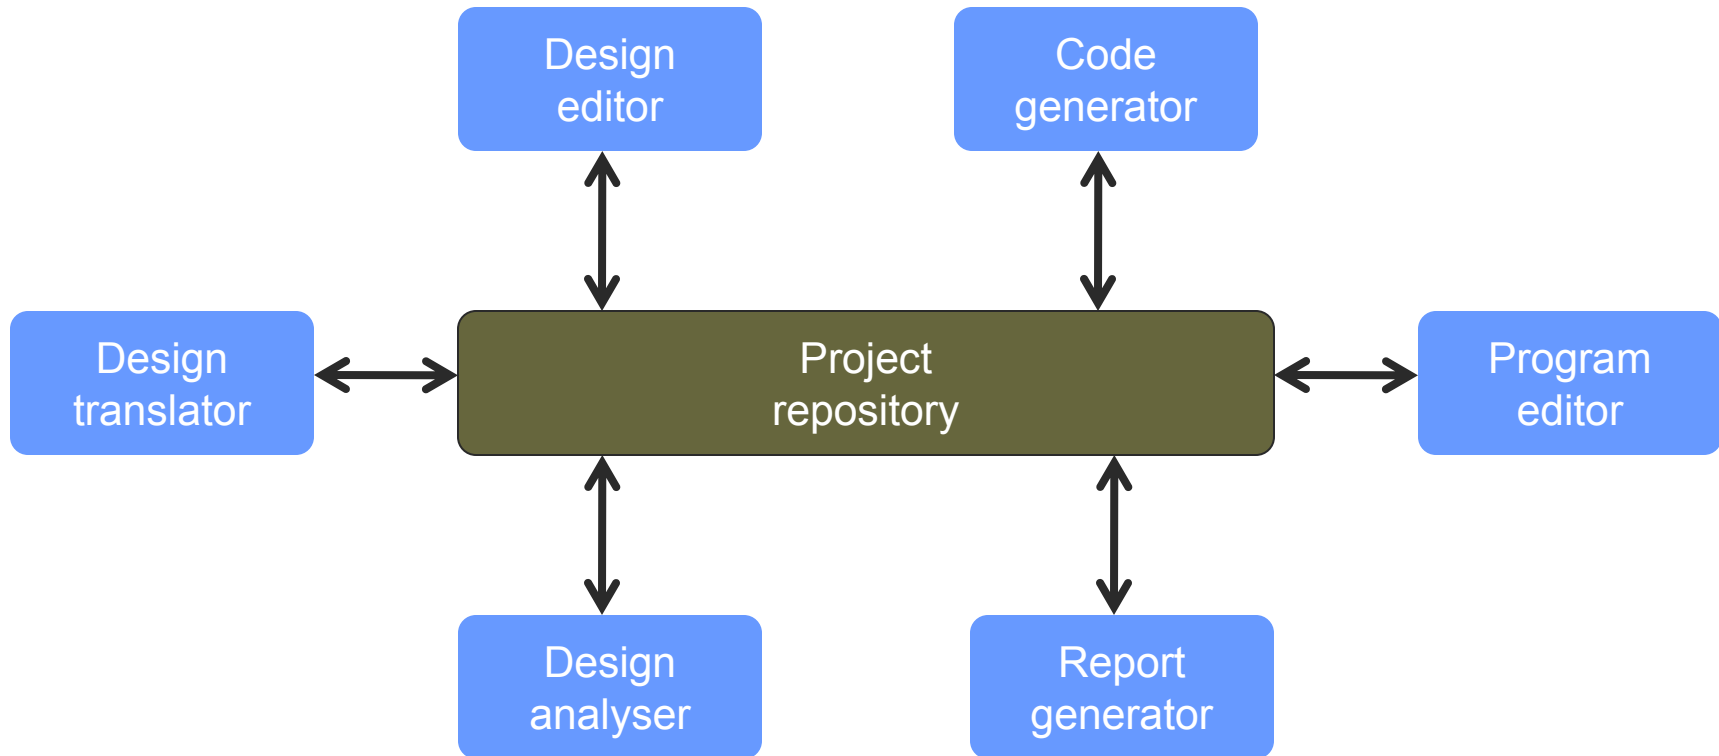 Design
editor
Code
generator
Design
translator
Project
repository
Program
editor
Design
analyser
Report
generator